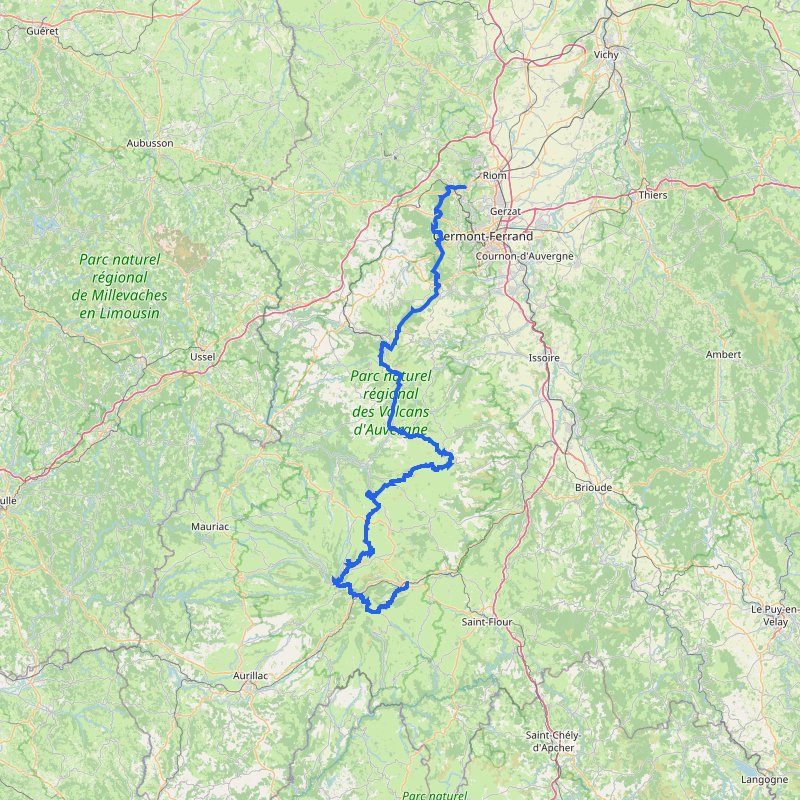 Guéret
Vichy
Aubusson
Riom
Thiers
Gerzat
Clermont-Ferrand
Cournon-d'Auvergne
Parc naturel
régional
de Millevaches
en Limousin
Ussel
Issoire
Ambert
Parc naturel
régional
des Volcans
d'Auvergne
Brioude
ulle
Mauriac
Saint-Flour
Le Puy-en-
Velay
Aurillac
Saint-Chély-
d'Apcher
Langogne
Parc naturel